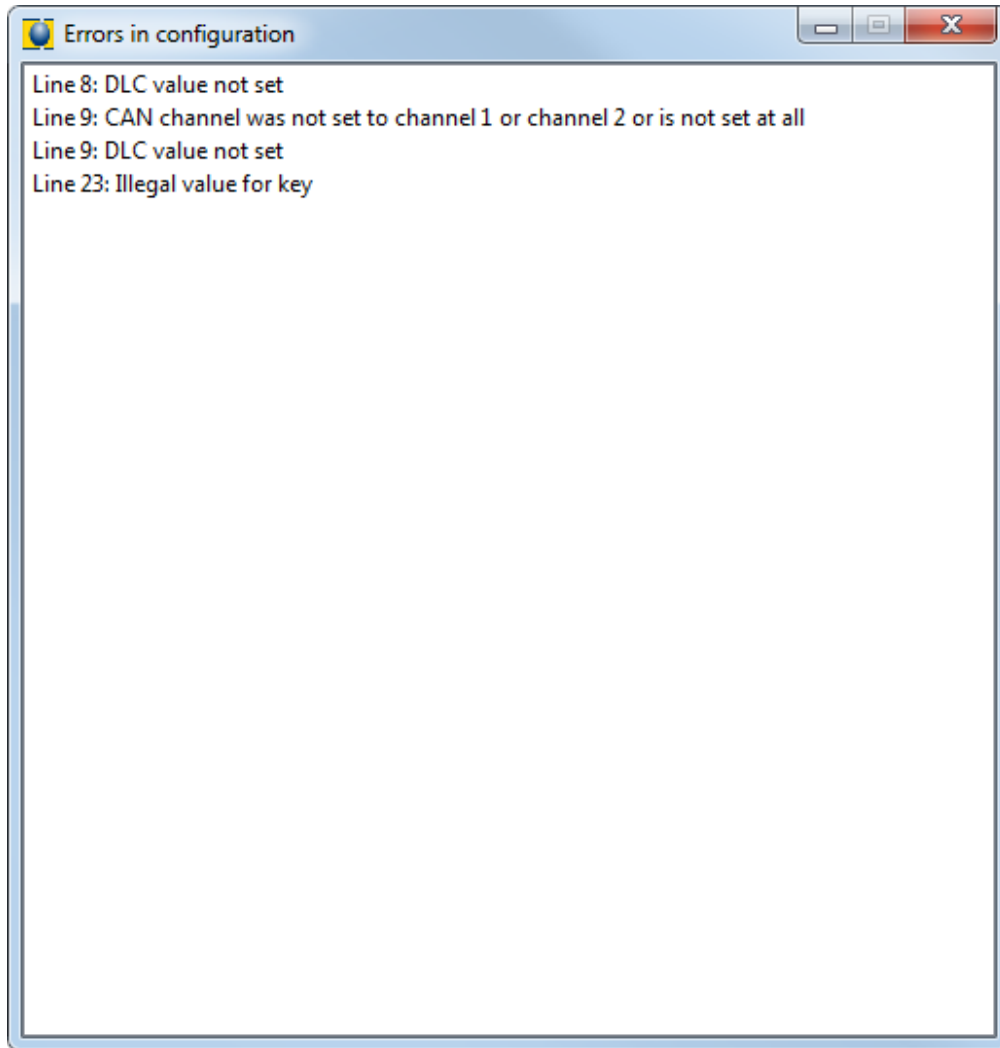 Errors in configuration
Line 8: DLC value not set
Line 9: CAN channel was not set to channel 1 or channel 2 or is not set at all
Line 9: DLC value not set
Line 23: Illegal value for key